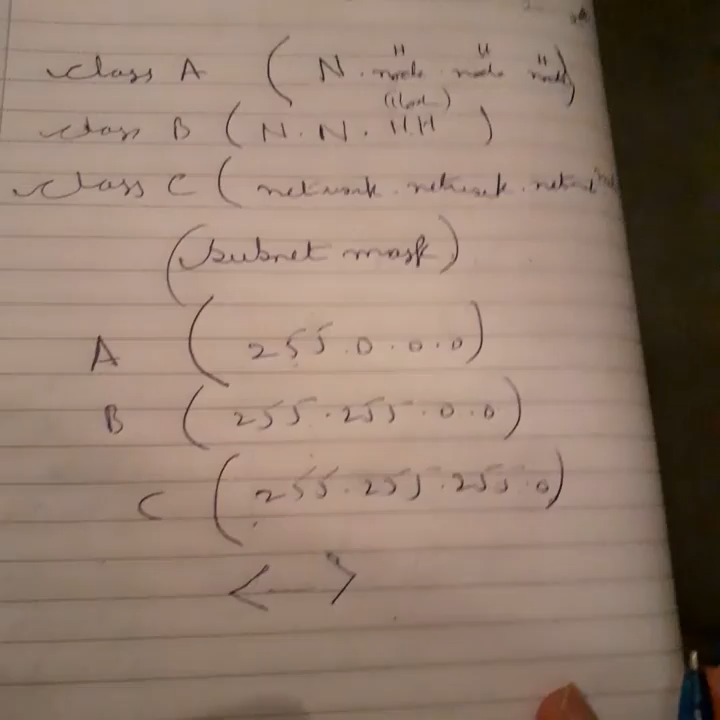 H H H
class A ( N. node. node node)
(Host)
class B ( N. N. H.H )
class C ( network. network. network
(subnet mask)
A (255.0.0.0)
B (255.255.0.0)
C (255.255.255.0)